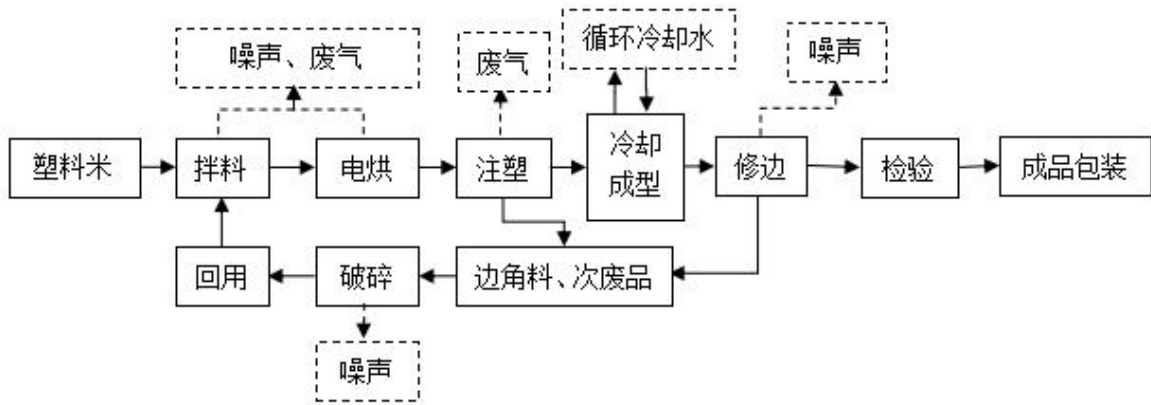 噪声、废气
废气
循环冷却水
噪声
塑料米
拌料
电烘
注塑
冷却
成型
修边
检验
成品包装
回用
破碎
边角料、次废品
噪声